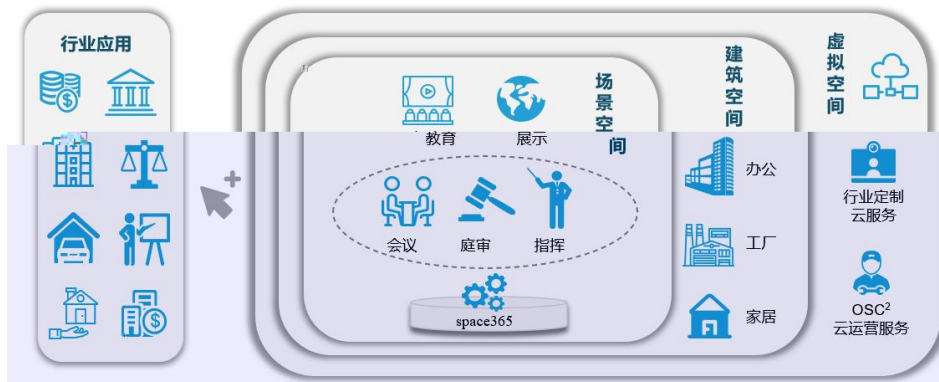 行业应用
场景空间
建筑空间
虚拟空间
教育
展示
会议
庭审
指挥
space365
办公
工厂
家居
行业定制
云服务
OSC²
云运营服务